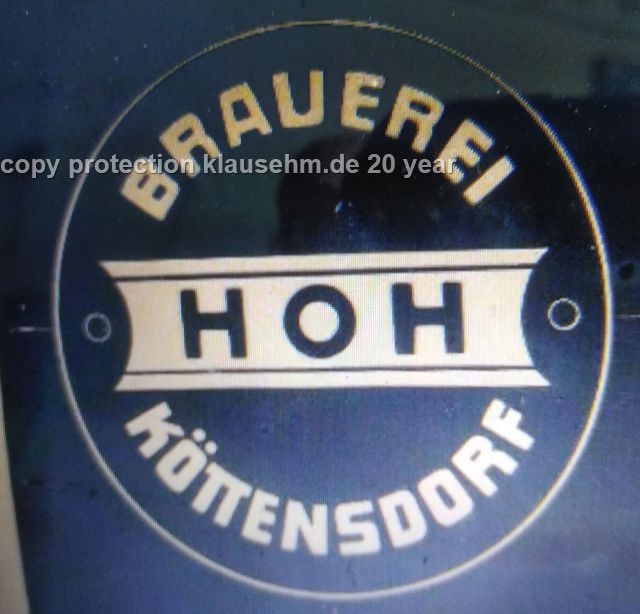 BRAUEREI
copy protection klausehm.de 20 year
HOH
KÖTTENSDORF